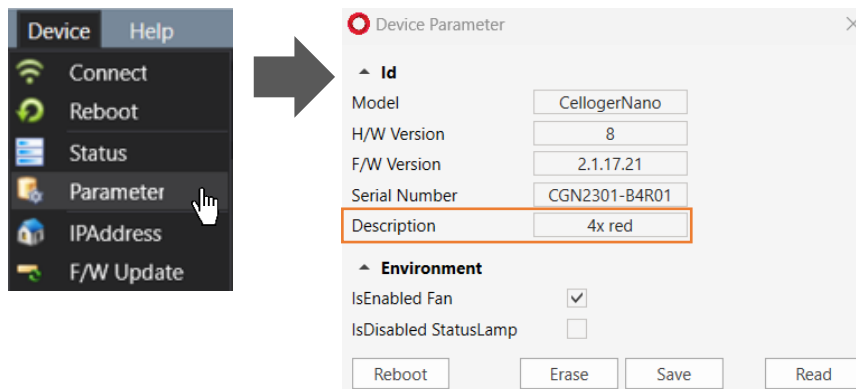 Device Help
Connect
Reboot
Status
Parameter
IPAddress
F/W Update
Device Parameter
Id
Model CellogerNano
H/W Version 8
F/W Version 2.1.17.21
Serial Number CGN2301-B4R01
Description 4x red
Environment
IsEnabled Fan
IsDisabled StatusLamp
Reboot Erase Save Read